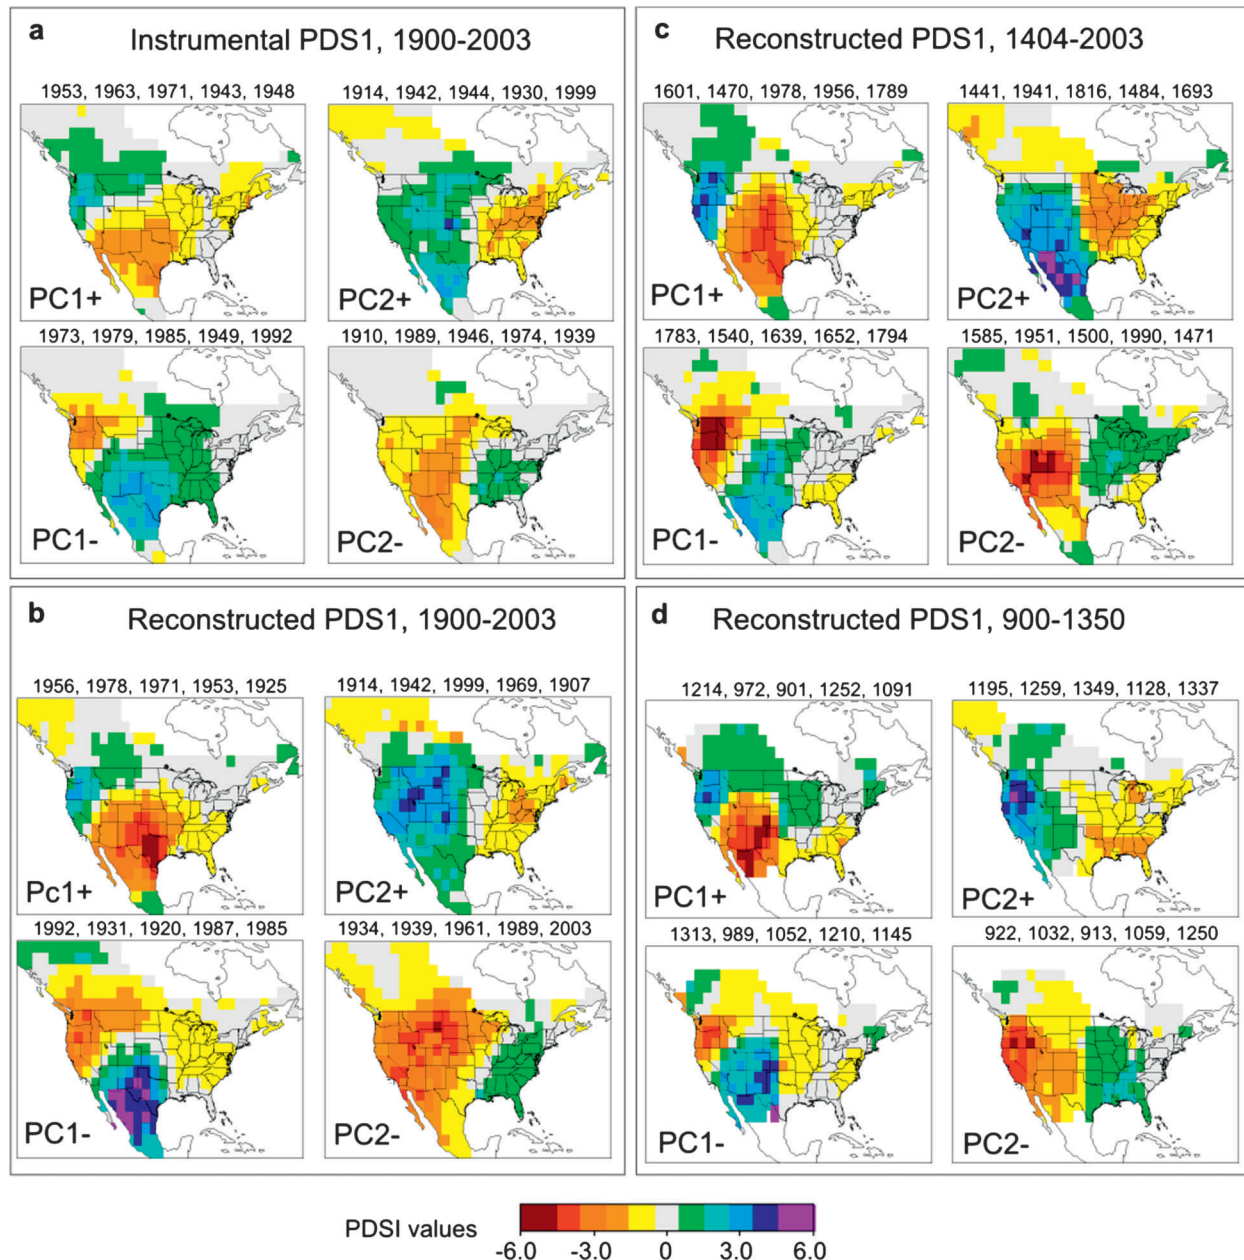 a
Instrumental PDS1, 1900-2003
1953, 1963, 1971, 1943, 1948
1914, 1942, 1944, 1930, 1999
PC1+
PC2+
1973, 1979, 1985, 1949, 1992
1910, 1989, 1946, 1974, 1939
PC1-
PC2-
c
Reconstructed PDS1, 1404-2003
1601, 1470, 1978, 1956, 1789
1441, 1941, 1816, 1484, 1693
PC1+
PC2+
1783, 1540, 1639, 1652, 1794
1585, 1951, 1500, 1990, 1471
PC1-
PC2-
b
Reconstructed PDS1, 1900-2003
1956, 1978, 1971, 1953, 1925
1914, 1942, 1999, 1969, 1907
Pc1+
PC2+
1992, 1931, 1920, 1987, 1985
1934, 1939, 1961, 1989, 2003
PC1-
PC2-
d
Reconstructed PDS1, 900-1350
1214, 972, 901, 1252, 1091
1195, 1259, 1349, 1128, 1337
PC1+
PC2+
1313, 989, 1052, 1210, 1145
922, 1032, 913, 1059, 1250
PC1-
PC2-
PDSI values
-6.0 -3.0 0 3.0 6.0